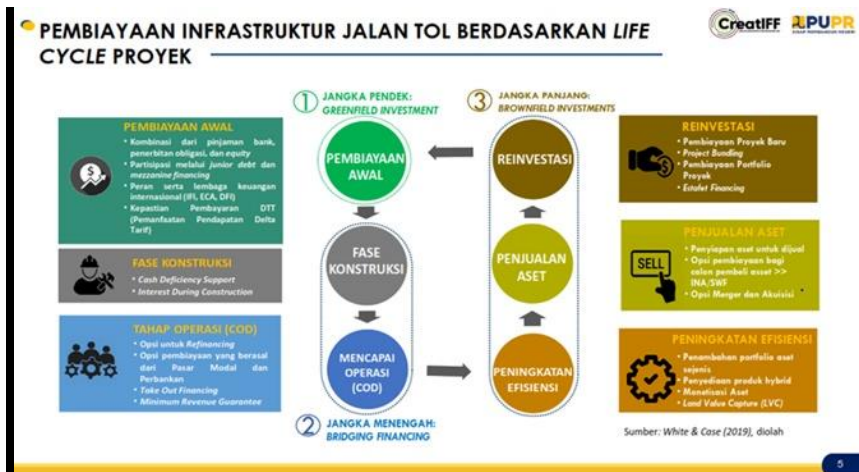 PEMBIAYAAN INFRASTRUKTUR JALAN TOL BERDASARKAN LIFE
CYCLE PROYEK
CreatIFF
PUPR
1
JANGKA PENDEK:
GREENFIELD INVESTMENT
3
JANGKA PANJANG:
BROWNFIELD INVESTMENTS
PEMBIAYAAN AWAL
• Kombinasi dari pinjaman bank,
penerbitan obligasi, dan equity
• Partisipasi melalui junior debt dan
mezzanine financing
• Peran serta lembaga keuangan
internasional (IFI, ECA, DFI)
• Kepastian Pembayaran DTT
(Pemanfaatan Pendapatan Delta
Tarif)
FASE KONSTRUKSI
• Cash Deficiency Support
• Interest During Construction
TAHAP OPERASI (COD)
• Opsi untuk Refinancing
• Opsi pembiayaan yang berasal
dari Pasar Modal dan
Perbankan
• Take Out Financing
• Minimum Revenue Guarantee
PEMBIAYAAN
AWAL
FASE
KONSTRUKSI
MENCAPAI
OPERASI
(COD)
2
JANGKA MENENGAH:
BRIDGING FINANCING
REINVESTASI
PENJUALAN
ASET
PENINGKATAN
EFISIENSI
REINVESTASI
• Pembiayaan Proyek Baru
• Project Bundling
• Pembiayaan Portfolio
Proyek
• Estafet Financing
PENJUALAN ASET
SELL
• Penyiapan aset untuk dijual
• Opsi pembiayaan bagi
calon pembeli asset >>
INA/SWF
• Opsi Merger dan Akuisisi
PENINGKATAN EFISIENSI
• Penambahan portfolio aset
sejenis
• Penyediaan produk hybrid
• Monetisasi Aset
• Land Value Capture (LVC)
Sumber: White & Case (2019), diolah
5